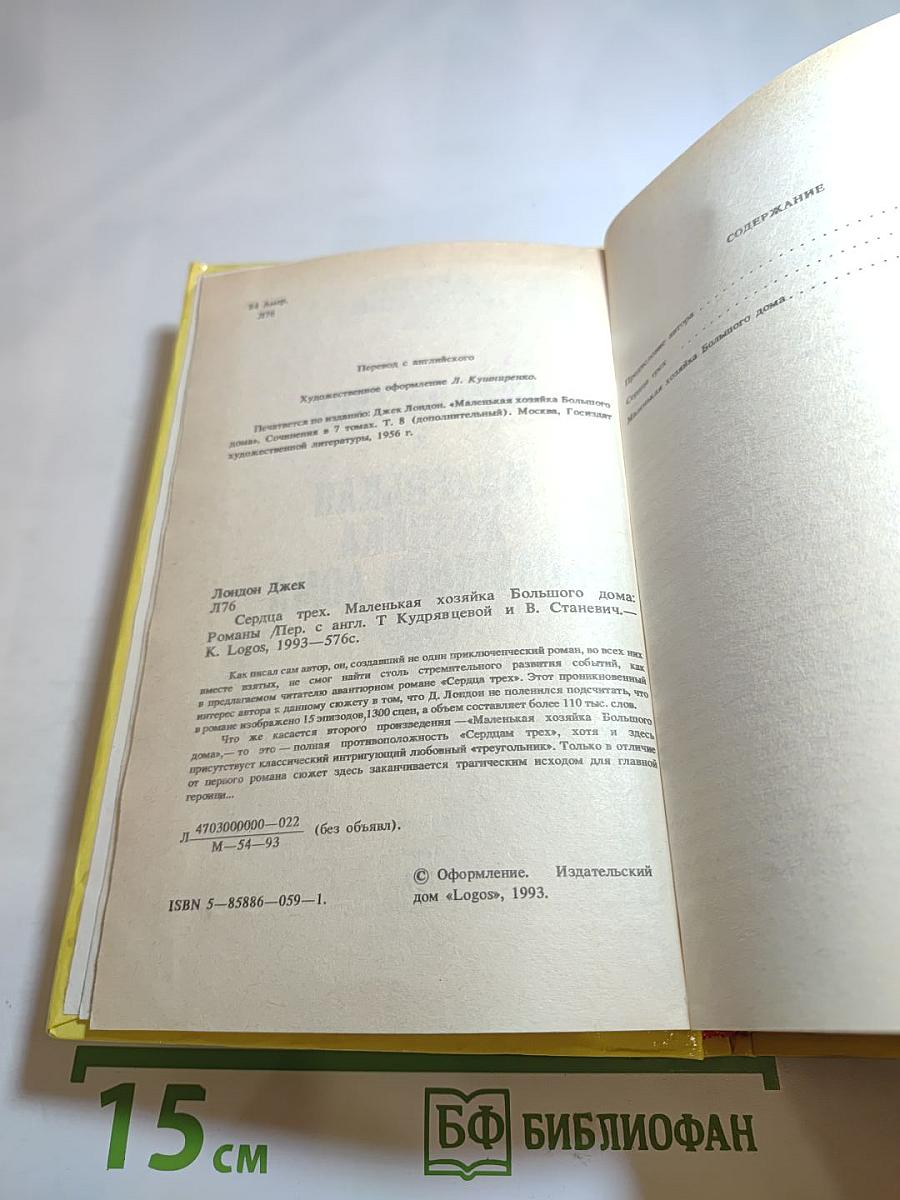 84 Амер.
Л76
Перевод с английского
Художественное оформление Л. Кушниренко.
Печатается по изданию: Джек Лондон. «Маленькая хозяйка Большого
дома». Сочинения в 7 томах. Т. 8 (дополнительный). Москва, Госиздат
художественной литературы, 1956 г.
Лондон Джек
Л76
Сердца трех. Маленькая хозяйка Большого дома:
Романы /Пер. с англ. Т Кудрявцевой и В. Станевич.—
К. Logos, 1993—576с.
Как писал сам автор, он, создавший не один приключенческий роман, во всех них
вместе взятых, не смог найти столь стремительного развития событий, как
в предлагаемом читателю авантюрном романе «Сердца трех». Этот проникновенный
интерес автора к данному сюжету в том, что Д. Лондон не поленился подсчитать, что
в романе изображено 15 эпизодов,1300 сцен, а объем составляет более 110 тыс. слов.
Что же касается второго произведения —«Маленькая хозяйка Большого
дома»,— то это — полная противоположность «Сердцам трех», хотя и здесь
присутствует классический интригующий любовный «треугольник». Только в отличие
от первого романа сюжет здесь заканчивается трагическим исходом для главной
героини...
Л 4703000000—022 (без объявл).
М—54—93
© Оформление. Издательский
дом «Logos», 1993.
ISBN 5—85886—059—1.
СОДЕРЖАНИЕ
Предисловие автора . . . . . . . . . .
Сердца трех . . . . . . . . . .
Маленькая хозяйка Большого дома . . . . . . .
15 см
БФ БИБЛИОФАН